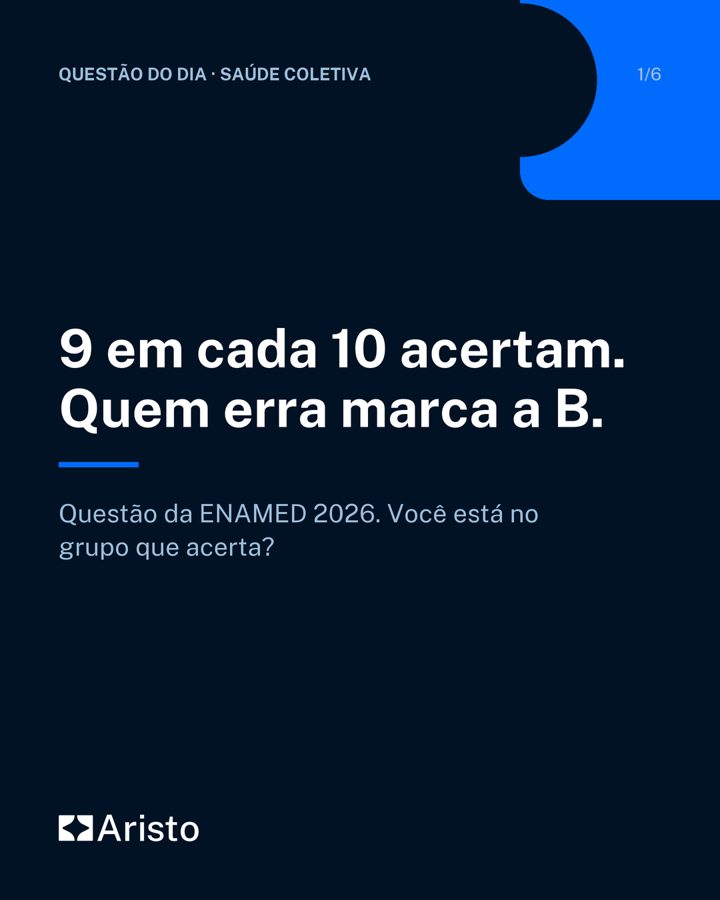 QUESTÃO DO DIA · SAÚDE COLETIVA
1/6
9 em cada 10 acertam.
Quem erra marca a B.
Questão da ENAMED 2026. Você está no
grupo que acerta?
Aristo